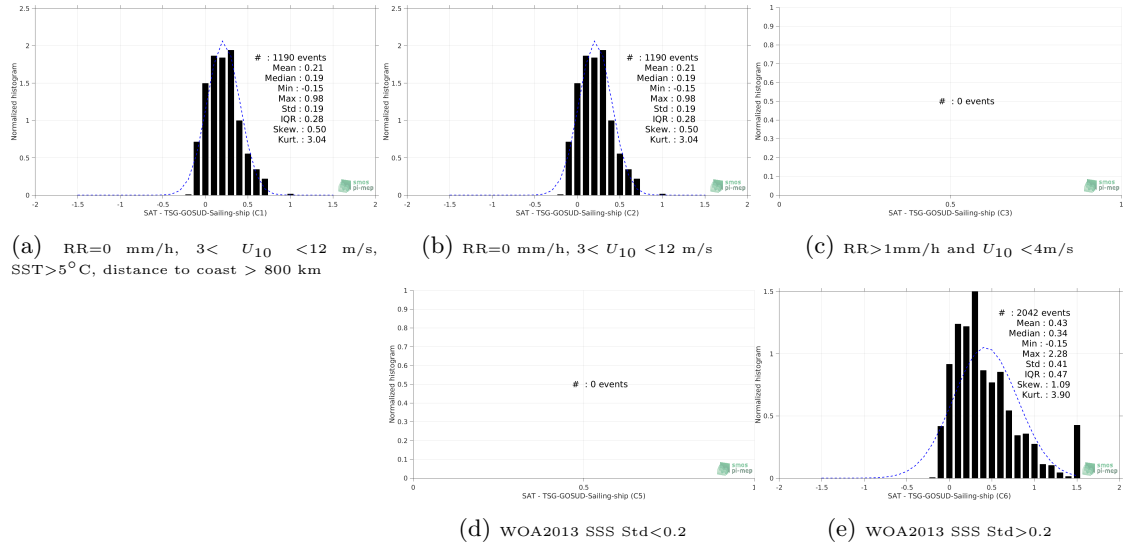 2.5
2
1.5
1
0.5
0
-2 -1.5 -1 -0.5 0 0.5 1 1.5 2
Normalized histogram
# : 1190 events
Mean : 0.21
Median : 0.19
Min : -0.15
Max : 0.98
Std : 0.19
IQR : 0.28
Skew. : 0.50
Kurt. : 3.04
smos
pi-mep
SAT - TSG-GOSUD-Sailing-ship (C1)
(a) RR=0 mm/h, 3< U10 <12 m/s,
SST>5°C, distance to coast > 800 km
2.5
2
1.5
1
0.5
0
-2 -1.5 -1 -0.5 0 0.5 1 1.5 2
Normalized histogram
# : 1190 events
Mean : 0.21
Median : 0.19
Min : -0.15
Max : 0.98
Std : 0.19
IQR : 0.28
Skew. : 0.50
Kurt. : 3.04
smos
pi-mep
SAT - TSG-GOSUD-Sailing-ship (C2)
(b) RR=0 mm/h, 3< U10 <12 m/s
1
0.9
0.8
0.7
0.6
0.5
0.4
0.3
0.2
0.1
0
0 0.5 1
Normalized histogram
# : 0 events
smos
pi-mep
SAT - TSG-GOSUD-Sailing-ship (C3)
(c) RR>1mm/h and U10 <4m/s
1
0.9
0.8
0.7
0.6
0.5
0.4
0.3
0.2
0.1
0
0 0.5 1
Normalized histogram
# : 0 events
smos
pi-mep
SAT - TSG-GOSUD-Sailing-ship (C5)
(d) WOA2013 SSS Std<0.2
1.5
1
0.5
0
-2 -1.5 -1 -0.5 0 0.5 1 1.5 2
Normalized histogram
# : 2042 events
Mean : 0.43
Median : 0.34
Min : -0.15
Max : 2.28
Std : 0.41
IQR : 0.47
Skew. : 1.09
Kurt. : 3.90
smos
pi-mep
SAT - TSG-GOSUD-Sailing-ship (C6)
(e) WOA2013 SSS Std>0.2